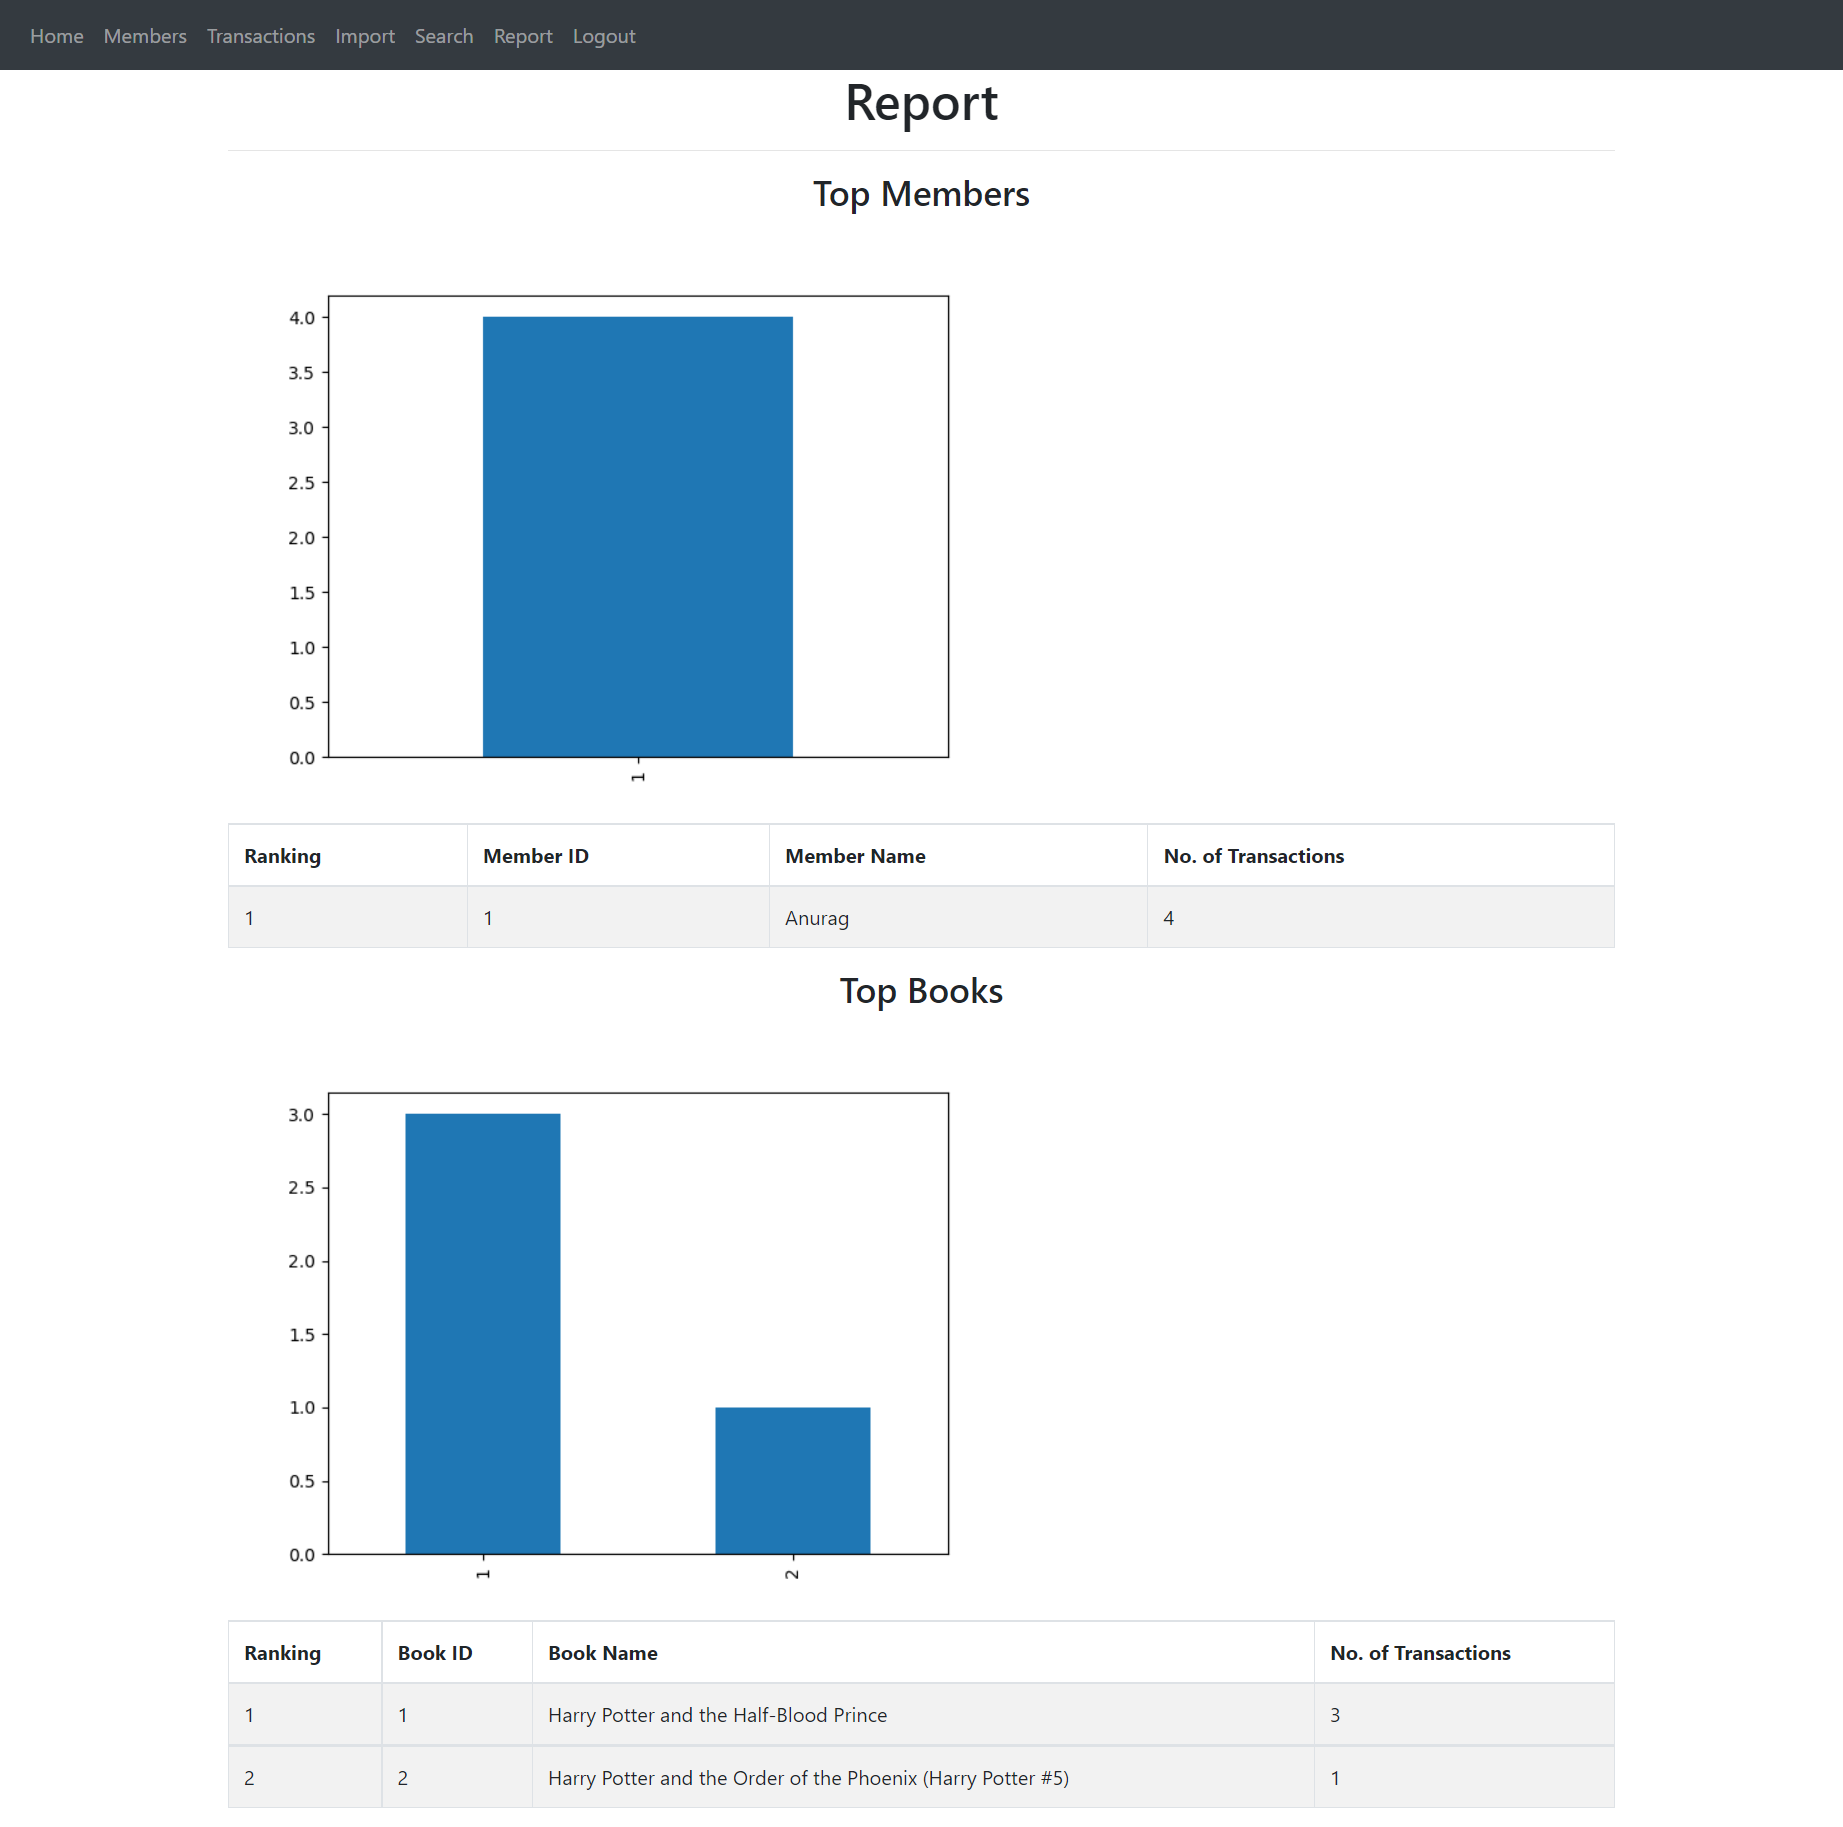 Home Members Transactions Import Search Report Logout
Report
Top Members
4.0
3.5
3.0
2.5
2.0
1.5
1.0
0.5
0.0
1
Ranking Member ID Member Name No. of Transactions
1 1 Anurag 4
Top Books
3.0
2.5
2.0
1.5
1.0
0.5
0.0
1 2
Ranking Book ID Book Name No. of Transactions
1 1 Harry Potter and the Half-Blood Prince 3
2 2 Harry Potter and the Order of the Phoenix (Harry Potter #5) 1